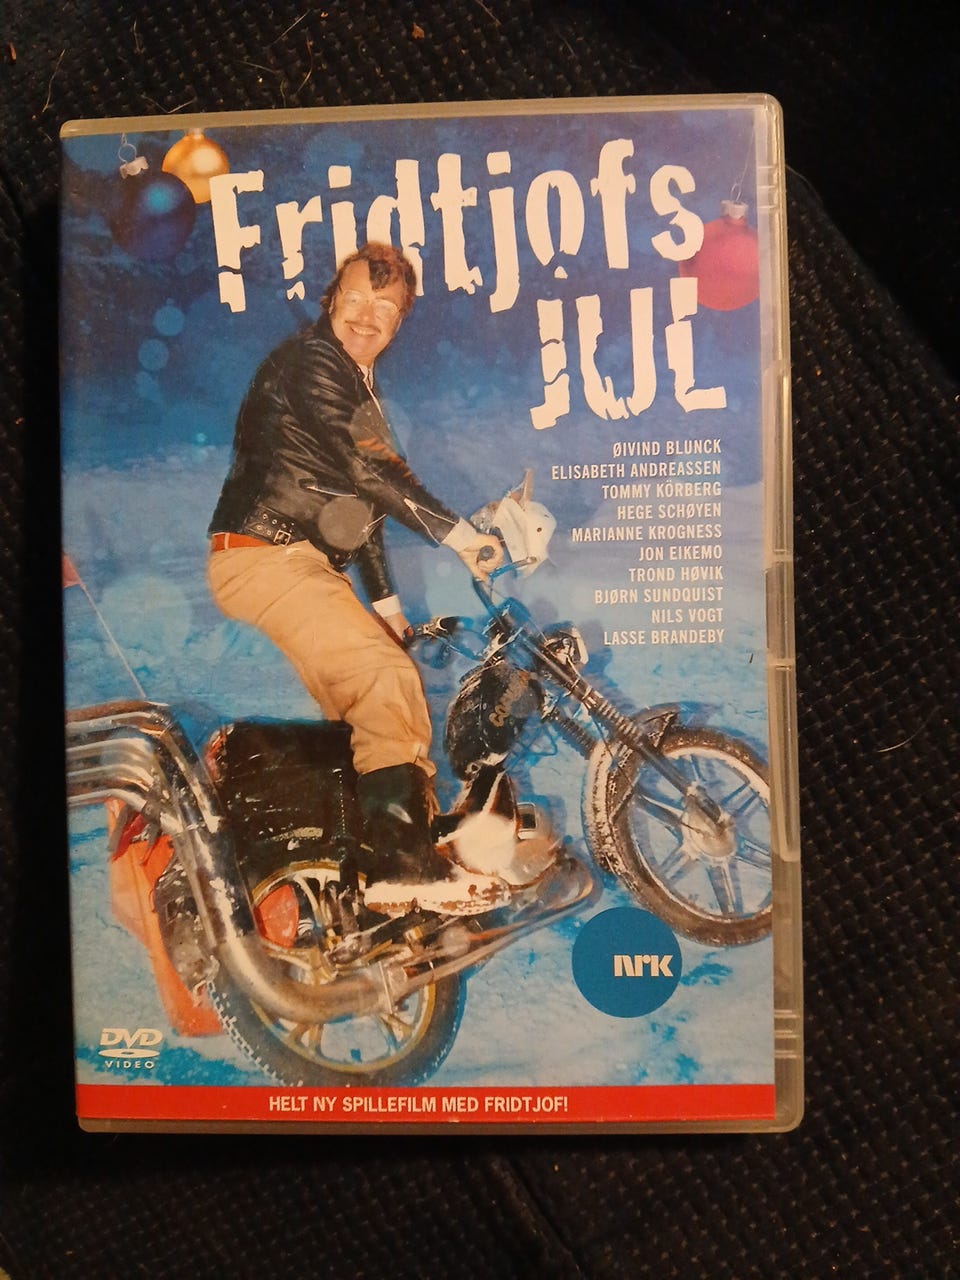 Fridtjofs
JUL
ØIVIND BLUNCK
ELISABETH ANDREASSEN
TOMMY KÖRBERG
HEGE SCHØYEN
MARIANNE KROGNESS
JON EIKEMO
TROND HØVIK
BJØRN SUNDQUIST
NILS VOGT
LASSE BRANDEBY
nrk
DVD
VIDEO
HELT NY SPILLEFILM MED FRIDTJOF!